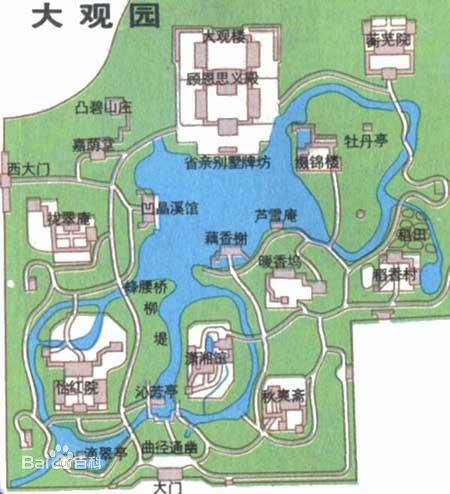 大观园
大观楼
顾恩思义殿
蘅芜院
凸碧山庄
嘉荫堂
西大门
省亲别墅牌坊
缀锦楼
牡丹亭
栊翠庵
凹晶溪馆
藕香榭
芦雪庵
稻田
暖香坞
稻香村
蜂腰桥
柳堤
怡红院
潇湘馆
沁芳亭
秋爽斋
滴翠亭
曲径通幽
大门
Bai百科